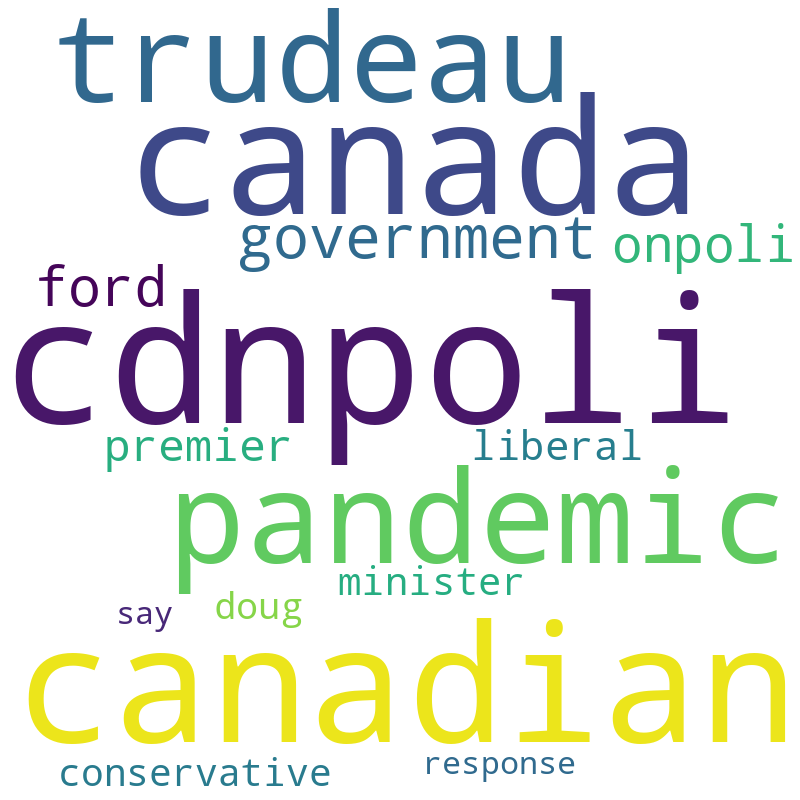 trudeau
canada
government onpoli
ford
cdnpoli
premier liberal
pandemic
minister
say doug
canadian
conservative response